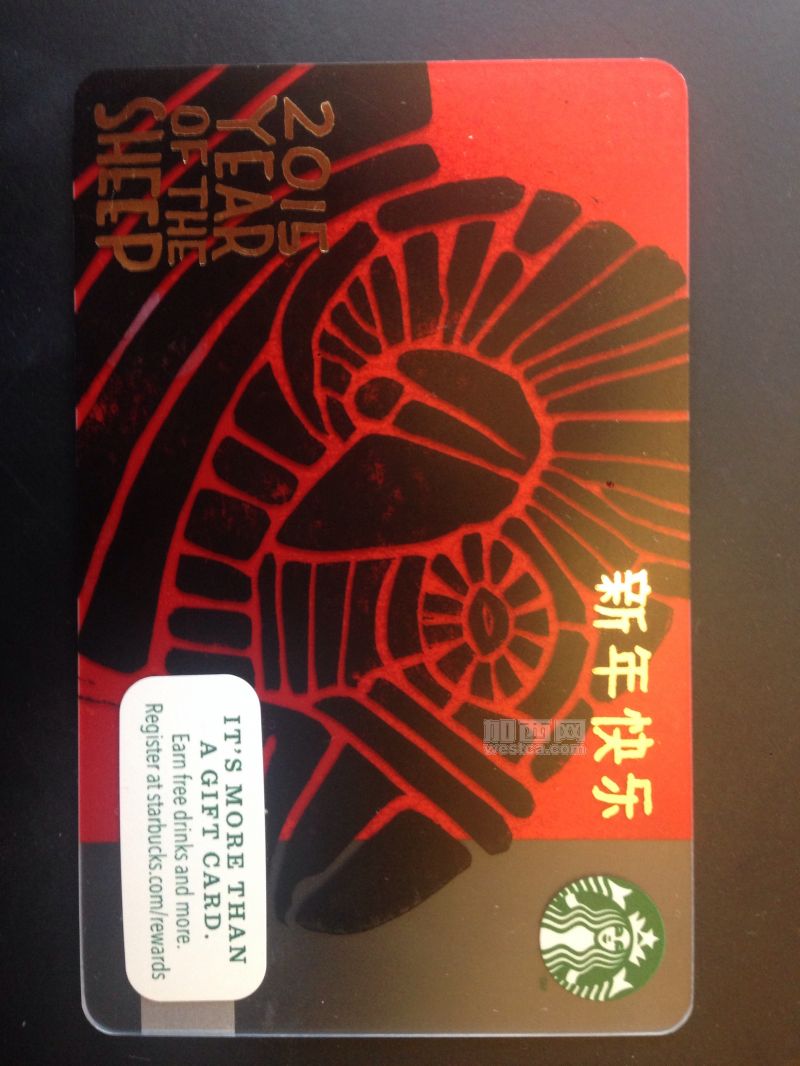 2015
YEAR
OF THE
SHEEP
新年快乐
IT'S MORE THAN
A GIFT CARD.
Earn free drinks and more.
Register at starbucks.com/rewards
加西网
westca.com